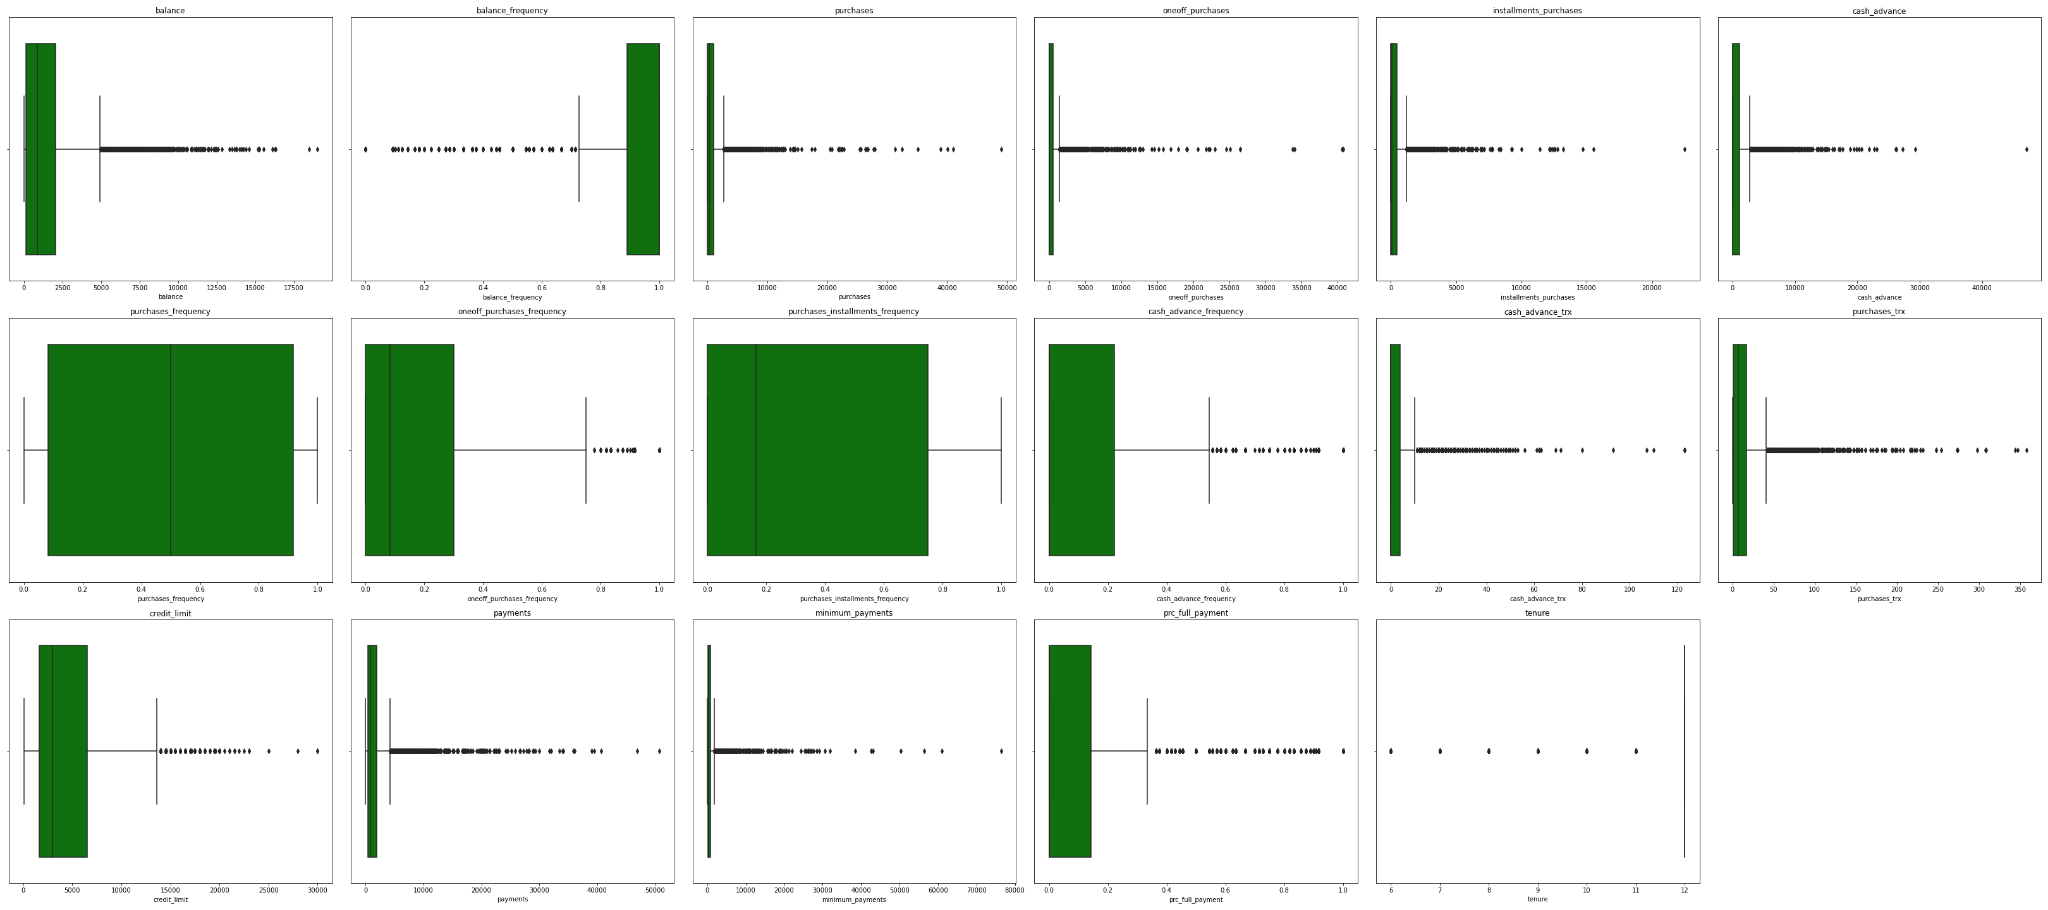 balance balance_frequency purchases oneoff_purchases installments_purchases cash_advance
0 2500 5000 7500 10000 12500 15000 17500 0.0 0.2 0.4 0.6 0.8 1.0 0 10000 20000 30000 40000 50000 0 5000 10000 15000 20000 25000 30000 35000 40000 0 5000 10000 15000 20000 0 10000 20000 30000 40000
balance balance_frequency purchases oneoff_purchases installments_purchases cash_advance
purchases_frequency oneoff_purchases_frequency purchases_installments_frequency cash_advance_frequency cash_advance_trx purchases_trx
0.0 0.2 0.4 0.6 0.8 1.0 0.0 0.2 0.4 0.6 0.8 1.0 0.0 0.2 0.4 0.6 0.8 1.0 0.0 0.2 0.4 0.6 0.8 1.0 0 20 40 60 80 100 120 0 50 100 150 200 250 300 350
purchases_frequency oneoff_purchases_frequency purchases_installments_frequency cash_advance_frequency cash_advance_trx purchases_trx
credit_limit payments minimum_payments prc_full_payment tenure
0 5000 10000 15000 20000 25000 30000 0 10000 20000 30000 40000 50000 0 10000 20000 30000 40000 50000 60000 70000 80000 0.0 0.2 0.4 0.6 0.8 1.0 6 7 8 9 10 11 12
credit_limit payments minimum_payments prc_full_payment tenure